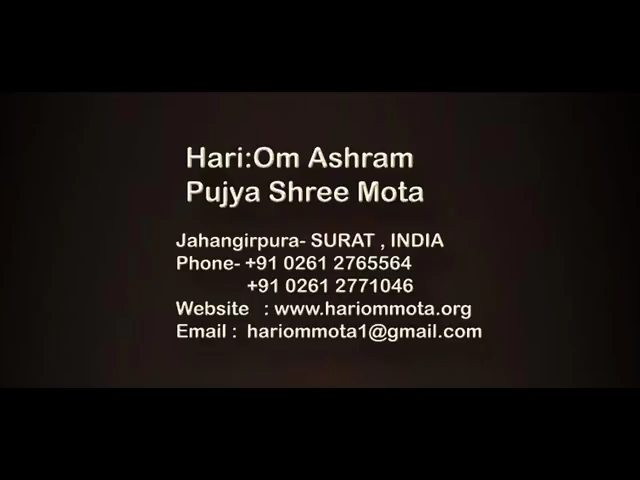 Hari:Om Ashram
Pujya Shree Mota
Jahangirpura- SURAT , INDIA
Phone- +91 0261 2765564
+91 0261 2771046
Website : www.hariommota.org
Email : hariommota1@gmail.com